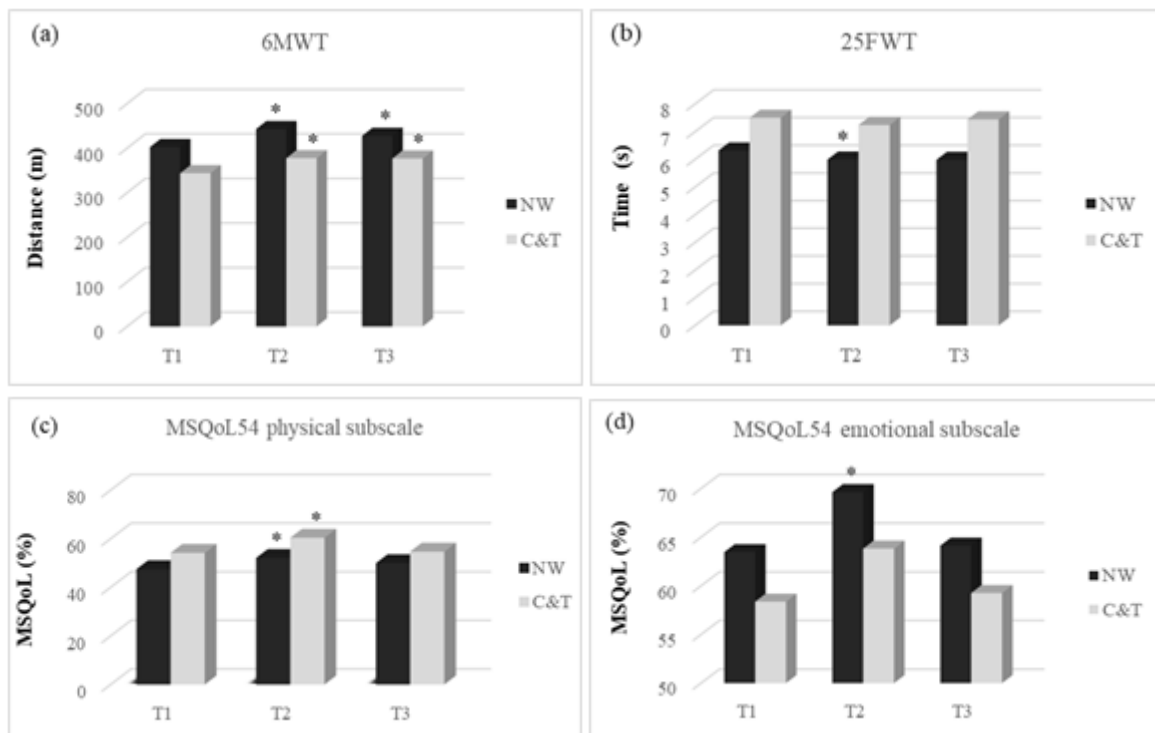 (a)
6MWT
Distance (m)
500
400
300
200
100
0
* *
* *
T1 T2 T3
NW
C&T
(b)
25FWT
Time (s)
8
7
6
5
4
3
2
1
0
*
T1 T2 T3
NW
C&T
(c)
MSQoL54 physical subscale
MSQoL (%)
80
60
40
20
0
* *
T1 T2 T3
NW
C&T
(d)
MSQoL54 emotional subscale
MSQoL (%)
70
65
60
55
50
*
T1 T2 T3
NW
C&T